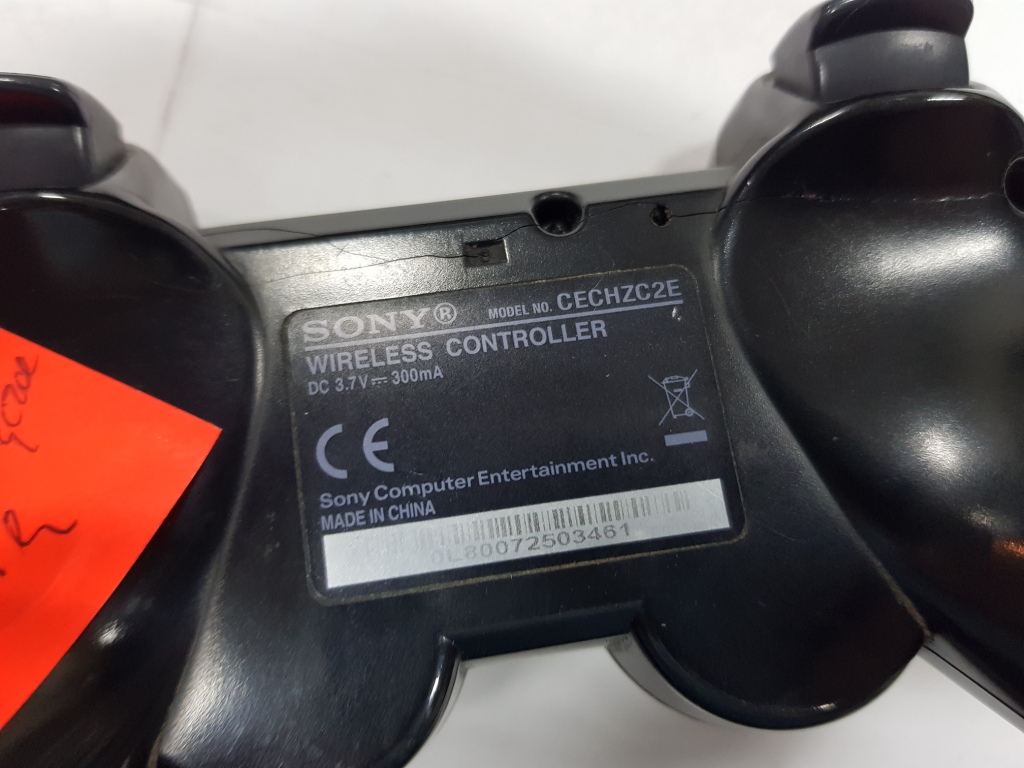 SONY® MODEL NO. CECHZC2E
WIRELESS CONTROLLER
DC 3.7V⎓300mA
CE
Sony Computer Entertainment Inc.
MADE IN CHINA
0L80072503461